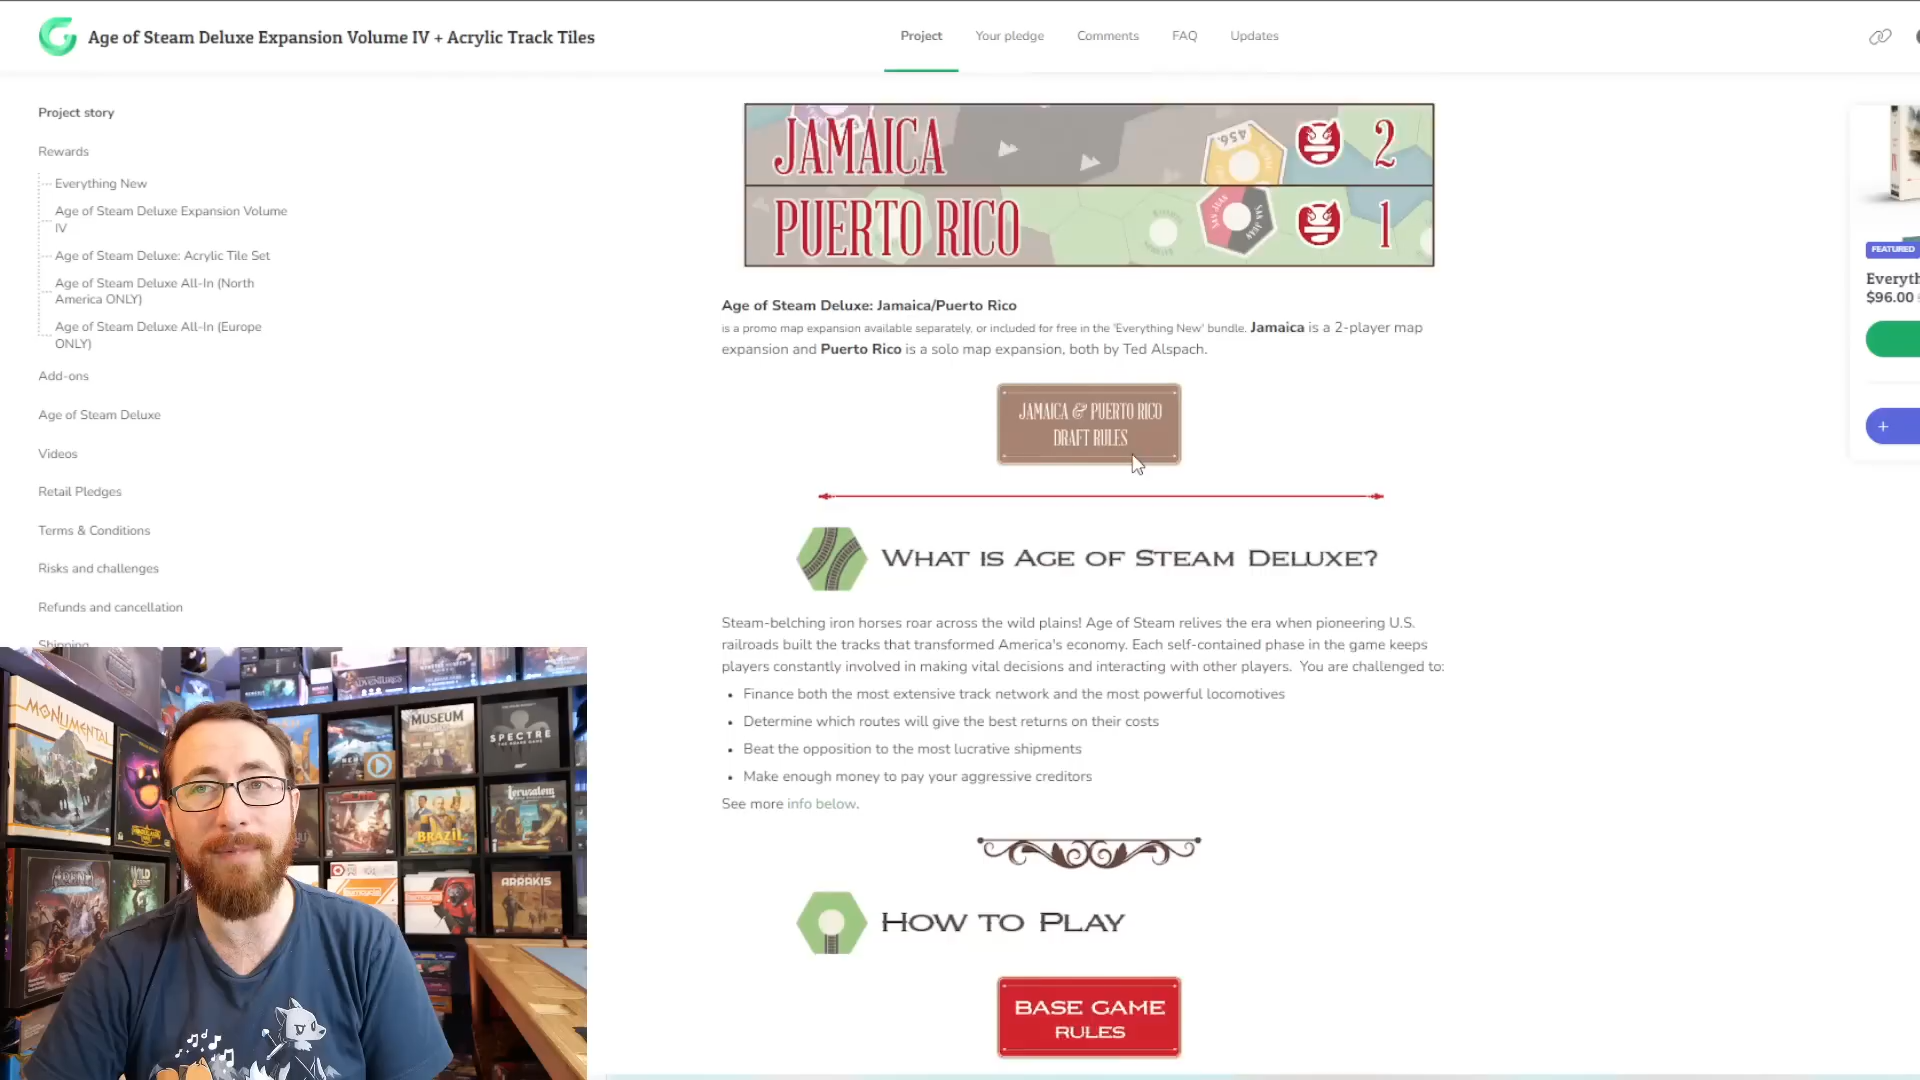 Age of Steam Deluxe Expansion Volume IV + Acrylic Track Tiles
Project
Your pledge
Comments
FAQ
Updates
Project story
Rewards
Everything New
Age of Steam Deluxe Expansion Volume
IV
Age of Steam Deluxe: Acrylic Tile Set
Age of Steam Deluxe All-In (North
America ONLY)
Age of Steam Deluxe All-In (Europe
ONLY)
Add-ons
Age of Steam Deluxe
Videos
Retail Pledges
Terms & Conditions
Risks and challenges
Refunds and cancellation
Shipping
JAMAICA
456
2
PUERTO RICO
SAN JUAN
SAN JUAN
1
Age of Steam Deluxe: Jamaica/Puerto Rico
is a promo map expansion available separately, or included for free in the 'Everything New' bundle. Jamaica is a 2-player map
expansion and Puerto Rico is a solo map expansion, both by Ted Alspach.
JAMAICA & PUERTO RICO
DRAFT RULES
WHAT IS AGE OF STEAM DELUXE?
Steam-belching iron horses roar across the wild plains! Age of Steam relives the era when pioneering U.S.
railroads built the tracks that transformed America's economy. Each self-contained phase in the game keeps
players constantly involved in making vital decisions and interacting with other players. You are challenged to:
• Finance both the most extensive track network and the most powerful locomotives
• Determine which routes will give the best returns on their costs
• Beat the opposition to the most lucrative shipments
• Make enough money to pay your aggressive creditors
See more info below.
HOW TO PLAY
BASE GAME
RULES
FEATURED
Everyth
$96.00
+
MONUMENTAL
ADVENTURES
MUSEUM
SPECTRE
BRAZIL
Jerusalem
WILD
ARRAKIS